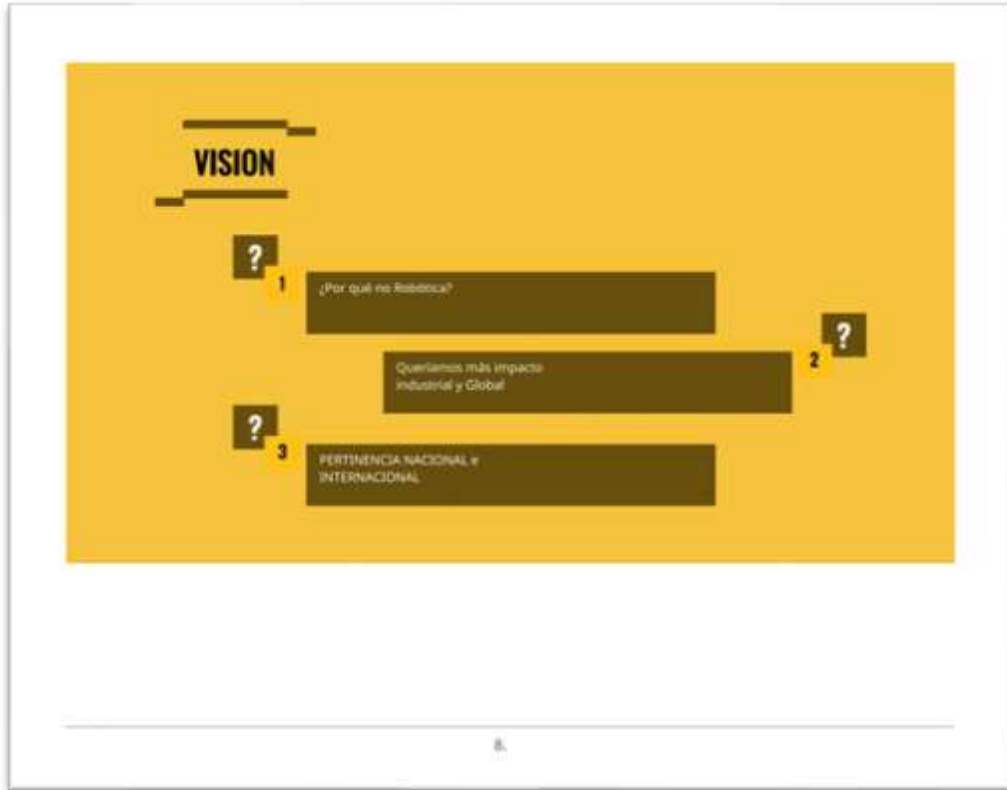 VISION
?
1
¿Por qué no Robótica?
?
2
Queríamos más impacto
industrial y Global
?
3
PERTINENCIA NACIONAL e
INTERNACIONAL
8.